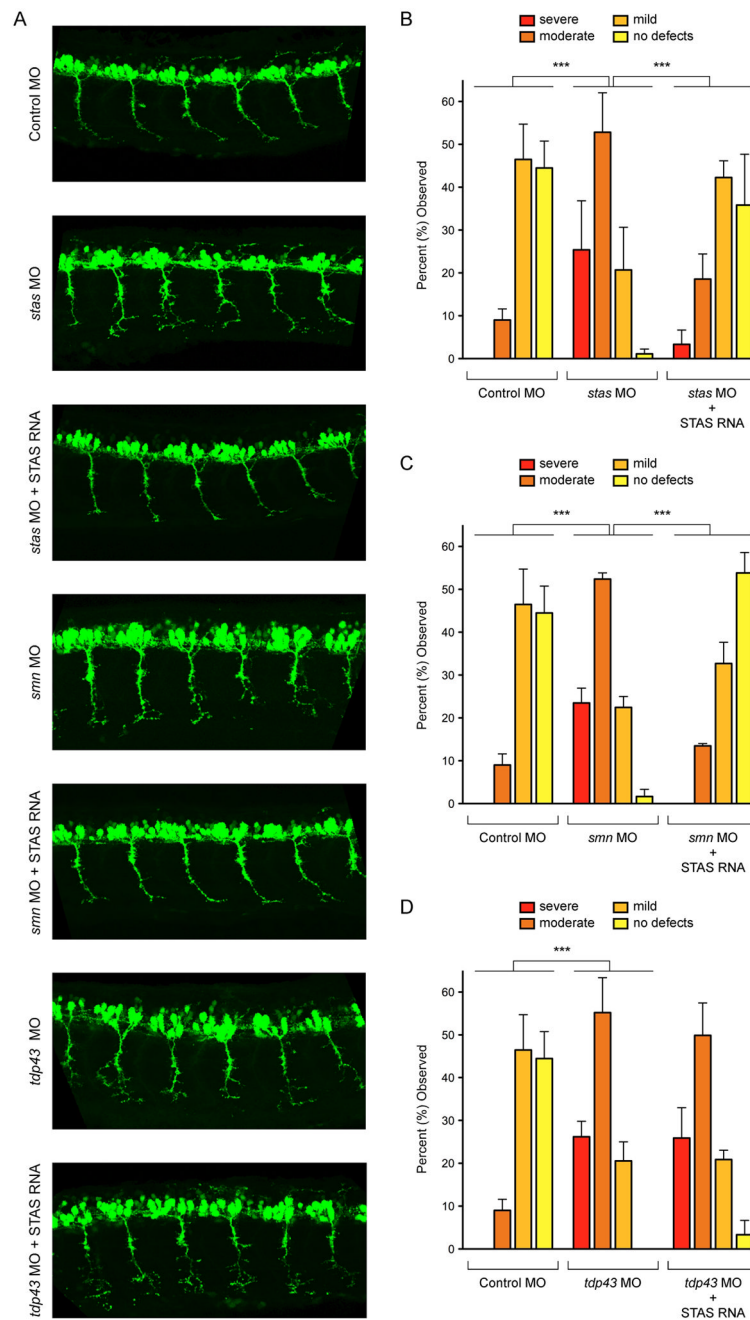 A
Control MO
stas MO
stas MO + STAS RNA
smn MO
smn MO + STAS RNA
tdp43 MO
tdp43 MO + STAS RNA
B
severe
mild
moderate
no defects
***
***
60
50
40
30
20
10
0
Percent (%) Observed
Control MO
stas MO
stas MO
+
STAS RNA
C
severe
mild
moderate
no defects
***
***
60
50
40
30
20
10
0
Percent (%) Observed
Control MO
smn MO
smn MO
+
STAS RNA
D
severe
mild
moderate
no defects
***
60
50
40
30
20
10
0
Percent (%) Observed
Control MO
tdp43 MO
tdp43 MO
+
STAS RNA